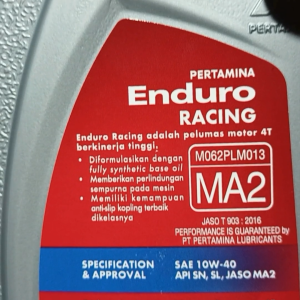 PERTAMINA
PERTAMINA
Enduro
RACING
Enduro Racing adalah pelumas motor 4T
berkinerja tinggi.
• Diformulasikan dengan
fully synthetic base oil
• Memberikan perlindungan
sempurna pada mesin
• Memiliki kemampuan
anti-slip kopling terbaik
dikelasnya
M062PLM013
MA2
JASO T 903 : 2016
PERFORMANCE IS GUARANTEED by
PT PERTAMINA LUBRICANTS
SPECIFICATION
& APPROVAL
SAE 10W-40
API SN, SL, JASO MA2